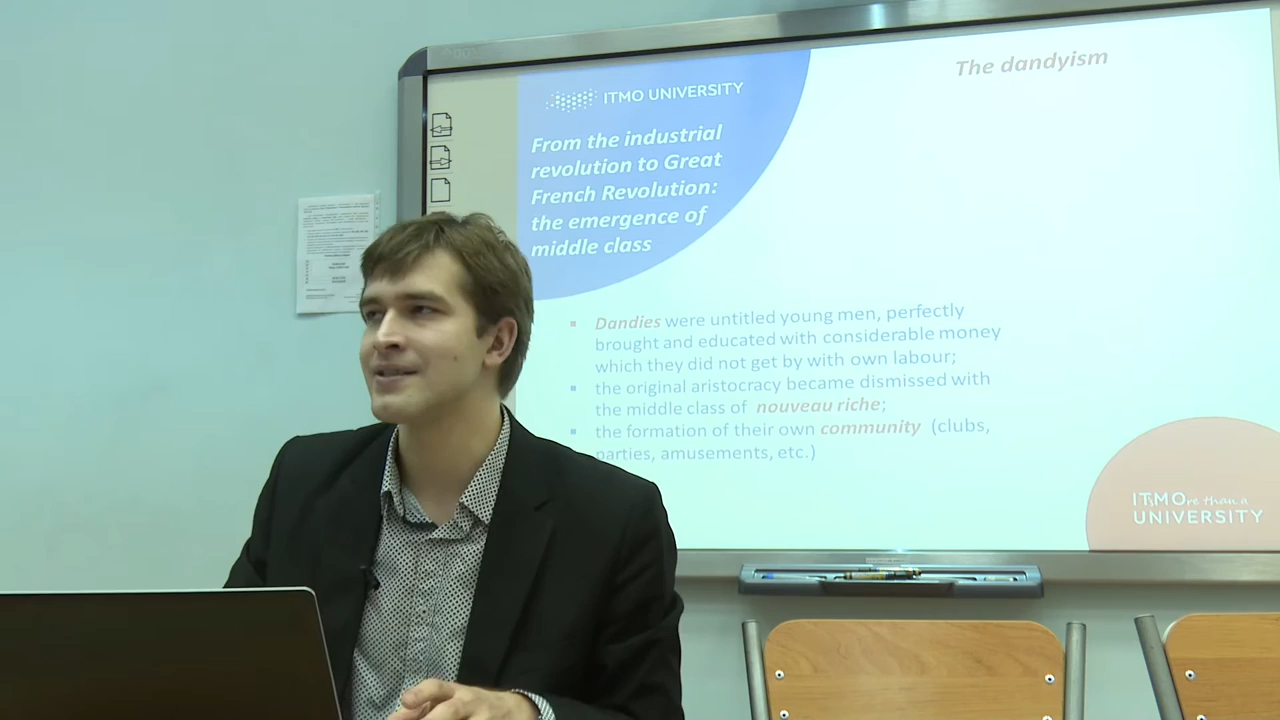 The dandyism
ITMO UNIVERSITY
From the industrial
revolution to Great
French Revolution:
the emergence of
middle class
▪ Dandies were untitled young men, perfectly
brought and educated with considerable money
which they did not get by with own labour;
▪ the original aristocracy became dismissed with
the middle class of nouveau riche;
▪ the formation of their own community (clubs,
parties, amusements, etc.)
ITsMOre than a
UNIVERSITY